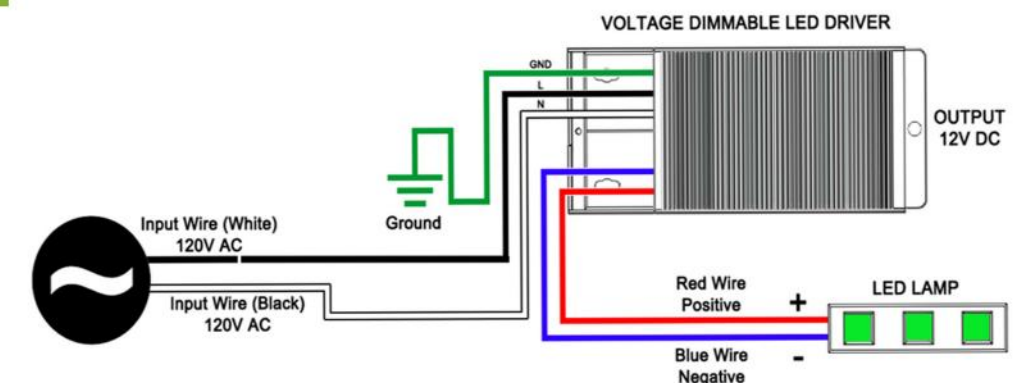 VOLTAGE DIMMABLE LED DRIVER
GND
L
N
OUTPUT
12V DC
Ground
Input Wire (White)
120V AC
Input Wire (Black)
120V AC
Red Wire
Positive
+
LED LAMP
Blue Wire
Negative
-